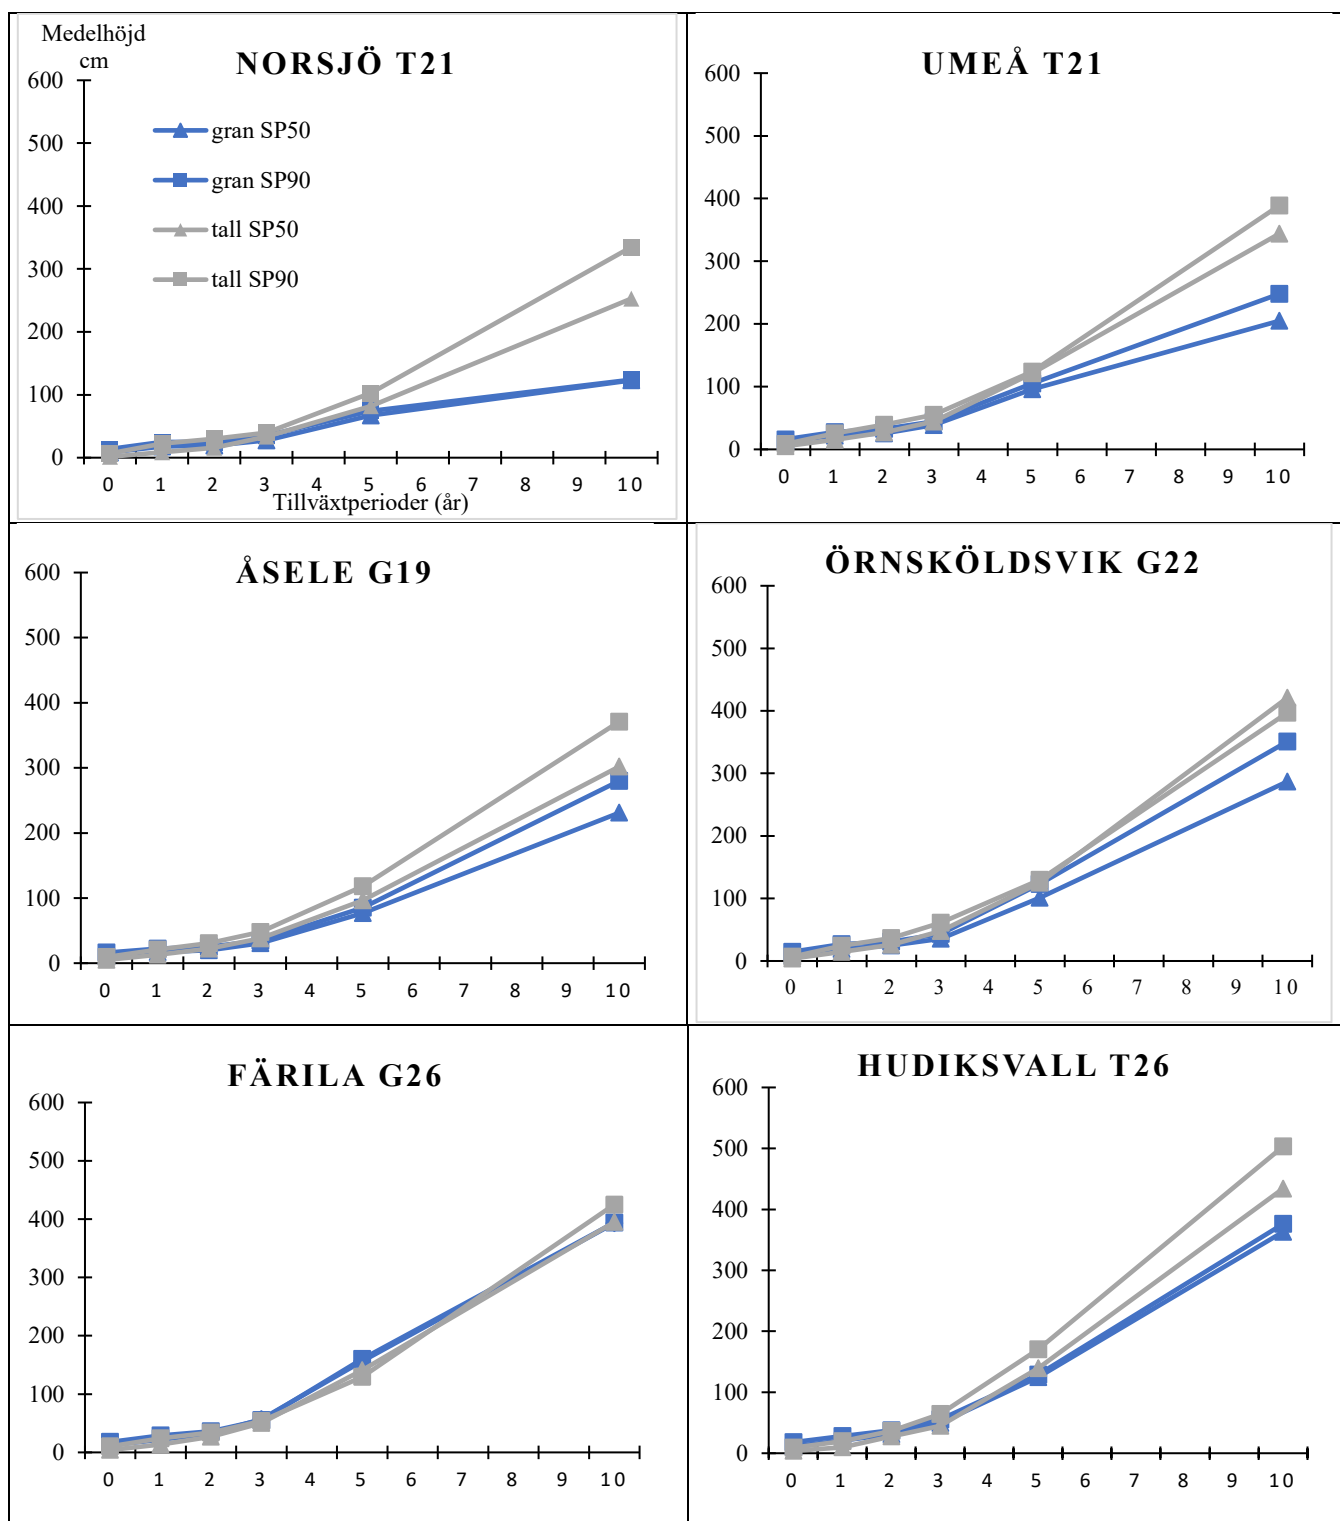 Medelhöjd
cm
NORSJÖ T21
600
500
400
300
200
100
0
gran SP50
gran SP90
tall SP50
tall SP90
0 1 2 3 4 5 6 7 8 9 10
Tillväxtperioder (år)
UMEÅ T21
600
500
400
300
200
100
0
0 1 2 3 4 5 6 7 8 9 10
ÅSELE G19
600
500
400
300
200
100
0
0 1 2 3 4 5 6 7 8 9 10
ÖRNSKÖLDSVIK G22
600
500
400
300
200
100
0
0 1 2 3 4 5 6 7 8 9 10
FÄRILA G26
600
500
400
300
200
100
0
0 1 2 3 4 5 6 7 8 9 10
HUDIKSVALL T26
600
500
400
300
200
100
0
0 1 2 3 4 5 6 7 8 9 10